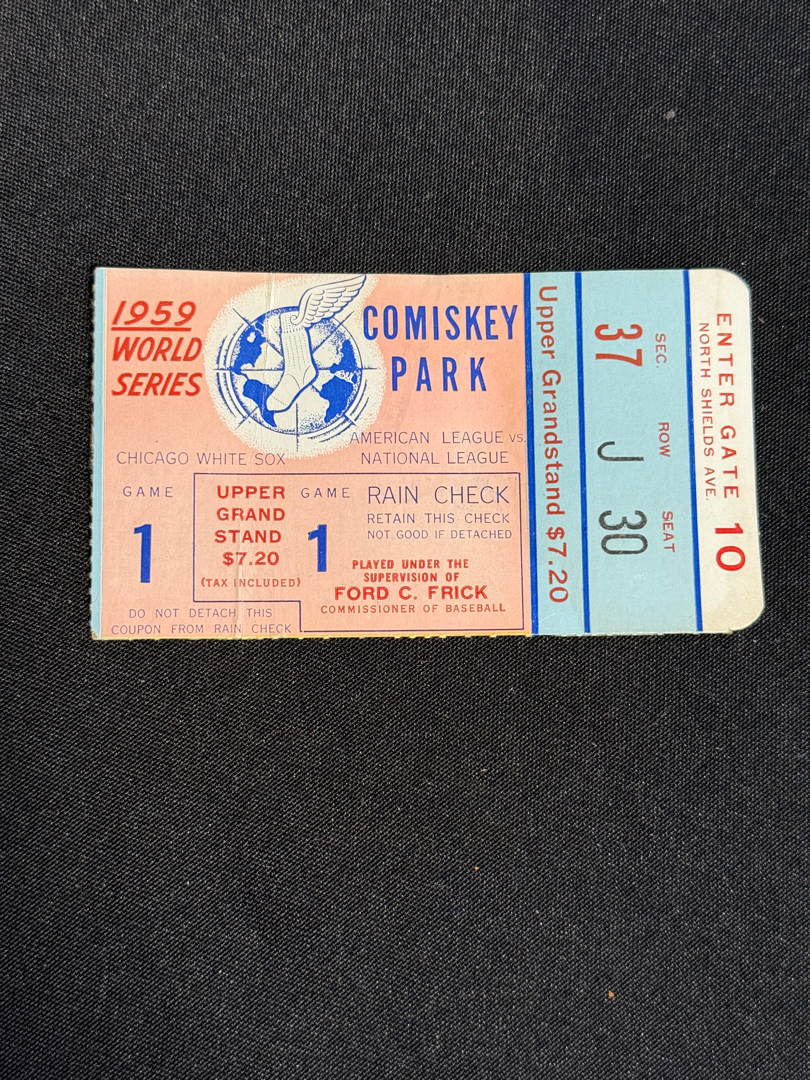 1959
WORLD
SERIES
COMISKEY
PARK
CHICAGO WHITE SOX
AMERICAN LEAGUE vs.
NATIONAL LEAGUE
GAME
1
UPPER
GRAND
STAND
$7.20
(TAX INCLUDED)
GAME
1
RAIN CHECK
RETAIN THIS CHECK
NOT GOOD IF DETACHED
PLAYED UNDER THE
SUPERVISION OF
FORD C. FRICK
COMMISSIONER OF BASEBALL
DO NOT DETACH THIS
COUPON FROM RAIN CHECK
Upper Grandstand $7.20
SEC. ROW SEAT
37 J 30
ENTER GATE 10
NORTH SHIELDS AVE.